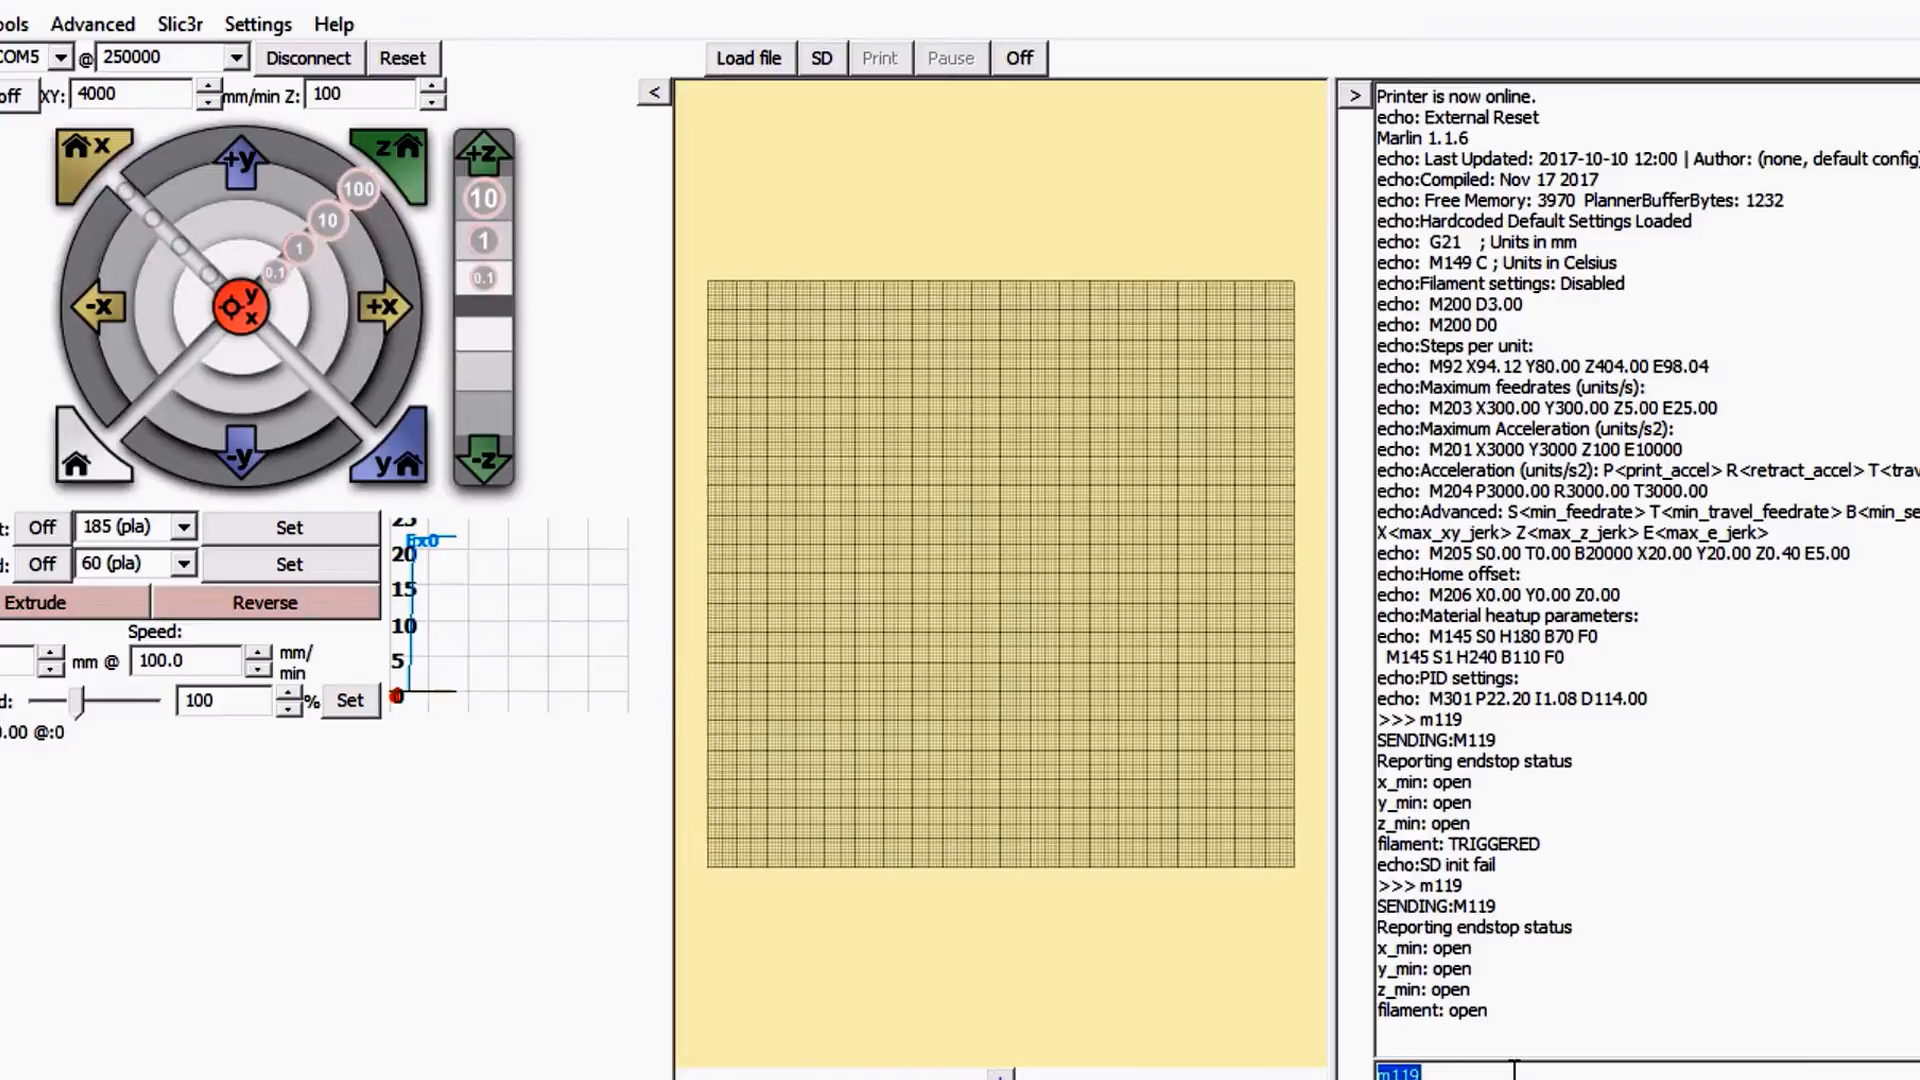 ools Advanced Slic3r Settings Help
COM5 @ 250000 Disconnect Reset Load file SD Print Pause Off
off XY: 4000 mm/min Z: 100
< >
x z
+y +z
100 10 1 0.1
10
1
0.1
-x y x +x
-y -z
y
t: Off 185 (pla) Set
d: Off 60 (pla) Set
Extrude Reverse
Speed:
mm @ 100.0 mm/
min
d: 100 % Set
0.00 @:0
25
Ex0
20
15
10
5
0
Printer is now online.
echo: External Reset
Marlin 1.1.6
echo: Last Updated: 2017-10-10 12:00 | Author: (none, default config)
echo:Compiled: Nov 17 2017
echo: Free Memory: 3970 PlannerBufferBytes: 1232
echo:Hardcoded Default Settings Loaded
echo: G21 ; Units in mm
echo: M149 C ; Units in Celsius
echo:Filament settings: Disabled
echo: M200 D3.00
echo: M200 D0
echo:Steps per unit:
echo: M92 X94.12 Y80.00 Z404.00 E98.04
echo:Maximum feedrates (units/s):
echo: M203 X300.00 Y300.00 Z5.00 E25.00
echo:Maximum Acceleration (units/s2):
echo: M201 X3000 Y3000 Z100 E10000
echo:Acceleration (units/s2): P<print_accel> R<retract_accel> T<trav
echo: M204 P3000.00 R3000.00 T3000.00
echo:Advanced: S<min_feedrate> T<min_travel_feedrate> B<min_se
X<max_xy_jerk> Z<max_z_jerk> E<max_e_jerk>
echo: M205 S0.00 T0.00 B20000 X20.00 Y20.00 Z0.40 E5.00
echo:Home offset:
echo: M206 X0.00 Y0.00 Z0.00
echo:Material heatup parameters:
echo: M145 S0 H180 B70 F0
M145 S1 H240 B110 F0
echo:PID settings:
echo: M301 P22.20 I1.08 D114.00
>>> m119
SENDING:M119
Reporting endstop status
x_min: open
y_min: open
z_min: open
filament: TRIGGERED
echo:SD init fail
>>> m119
SENDING:M119
Reporting endstop status
x_min: open
y_min: open
z_min: open
filament: open
m119